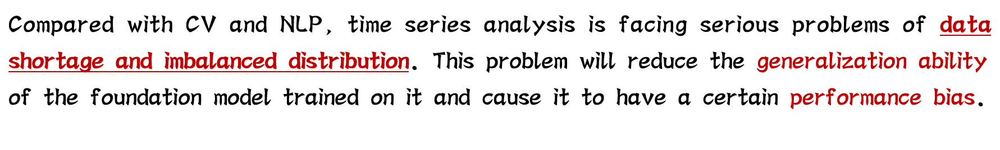 Compared with CV and NLP, time series analysis is facing serious problems of data
shortage and imbalanced distribution. This problem will reduce the generalization ability
of the foundation model trained on it and cause it to have a certain performance bias.